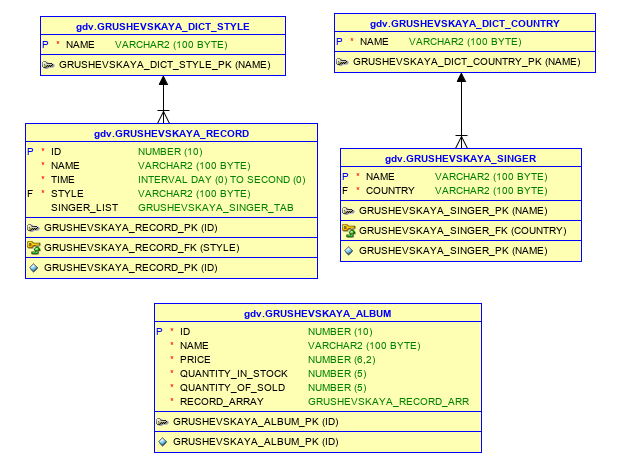 gdv.GRUSHEVSKAYA_DICT_STYLE
P * NAME VARCHAR2 (100 BYTE)
GRUSHEVSKAYA_DICT_STYLE_PK (NAME)
gdv.GRUSHEVSKAYA_DICT_COUNTRY
P * NAME VARCHAR2 (100 BYTE)
GRUSHEVSKAYA_DICT_COUNTRY_PK (NAME)
gdv.GRUSHEVSKAYA_RECORD
P * ID NUMBER (10)
* NAME VARCHAR2 (100 BYTE)
* TIME INTERVAL DAY (0) TO SECOND (0)
F * STYLE VARCHAR2 (100 BYTE)
SINGER_LIST GRUSHEVSKAYA_SINGER_TAB
GRUSHEVSKAYA_RECORD_PK (ID)
GRUSHEVSKAYA_RECORD_FK (STYLE)
GRUSHEVSKAYA_RECORD_PK (ID)
gdv.GRUSHEVSKAYA_SINGER
P * NAME VARCHAR2 (100 BYTE)
F * COUNTRY VARCHAR2 (100 BYTE)
GRUSHEVSKAYA_SINGER_PK (NAME)
GRUSHEVSKAYA_SINGER_FK (COUNTRY)
GRUSHEVSKAYA_SINGER_PK (NAME)
gdv.GRUSHEVSKAYA_ALBUM
P * ID NUMBER (10)
* NAME VARCHAR2 (100 BYTE)
* PRICE NUMBER (6,2)
* QUANTITY_IN_STOCK NUMBER (5)
* QUANTITY_OF_SOLD NUMBER (5)
* RECORD_ARRAY GRUSHEVSKAYA_RECORD_ARR
GRUSHEVSKAYA_ALBUM_PK (ID)
GRUSHEVSKAYA_ALBUM_PK (ID)